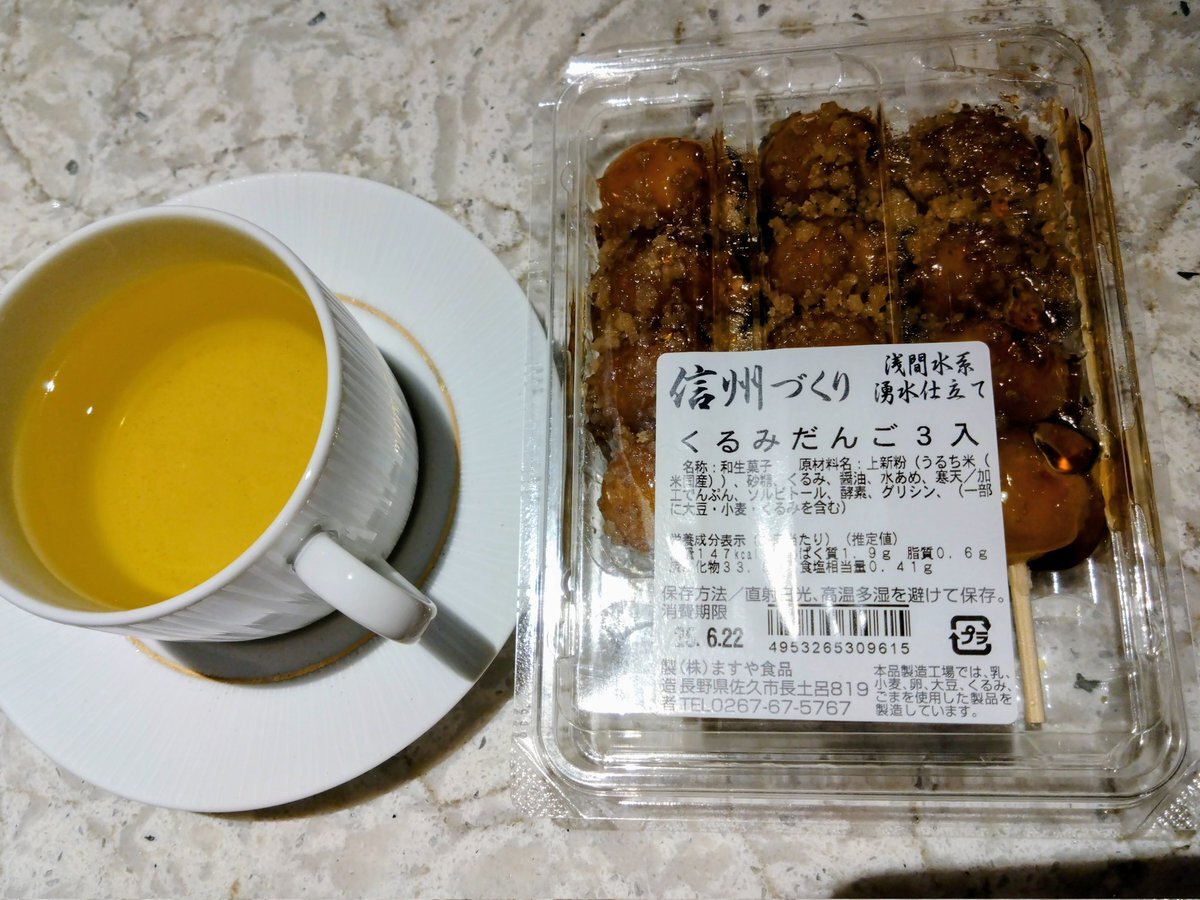 信州づくり
浅間水系
湧水仕立て
くるみだんご3入
名称:和生菓子 原材料名:上新粉(うるち米(
米国産))、砂糖、くるみ、醤油、水あめ、寒天/加
工でんぷん、ソルビトール、酵素、グリシン、(一部
に大豆・小麦・くるみを含む)
栄養成分表示 当たり)(推定値)
147kcal ぱく質1.9g 脂質0.6g
化物33. 食塩相当量0.41g
保存方法/直射日光、高温多湿を避けて保存。
消費期限
6.22
4953265309615
プラ
製造者
(株)ますや食品
長野県佐久市長土呂819
TEL0267-67-5767
本品製造工場では、乳、
小麦、卵、大豆、くるみ、
ごまを使用した製品を
製造しています。